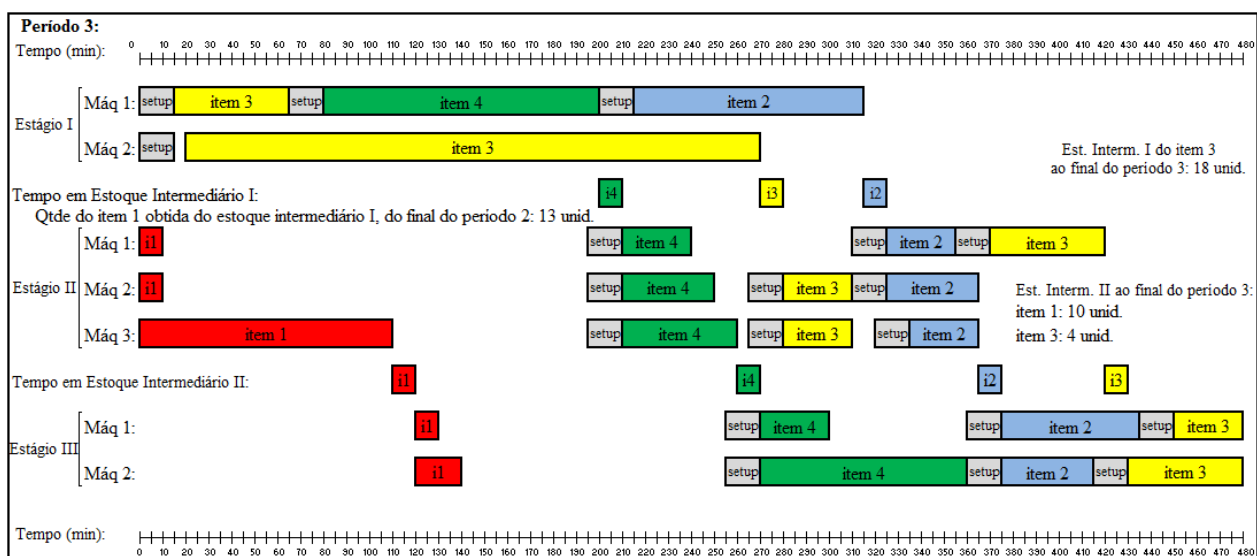 Período 3:
Tempo (min): 0 10 20 30 40 50 60 70 80 90 100 110 120 130 140 150 160 170 180 190 200 210 220 230 240 250 260 270 280 290 300 310 320 330 340 350 360 370 380 390 400 410 420 430 440 450 460 470 480
Estágio I
Máq 1: setup item 3 setup item 4 setup item 2
Máq 2: setup item 3
Est. Interm. I do item 3
ao final do periodo 3: 18 unid.
Tempo em Estoque Intermediário I: i4 i3 i2
Qtde do item 1 obtida do estoque intermediário I, do final do período 2: 13 unid.
Estágio II
Máq 1: i1 setup item 4 setup item 2 setup item 3
Máq 2: i1 setup item 4 setup item 3 setup item 2
Máq 3: item 1 setup item 4 setup item 3 setup item 2
Est. Interm. II ao final do periodo 3:
item 1: 10 unid.
item 3: 4 unid.
Tempo em Estoque Intermediário II: i1 i4 i2 i3
Estágio III
Máq 1: i1 setup item 4 setup item 2 setup item 3
Máq 2: i1 setup item 4 setup item 2 setup item 3
Tempo (min):
0 10 20 30 40 50 60 70 80 90 100 110 120 130 140 150 160 170 180 190 200 210 220 230 240 250 260 270 280 290 300 310 320 330 340 350 360 370 380 390 400 410 420 430 440 450 460 470 480